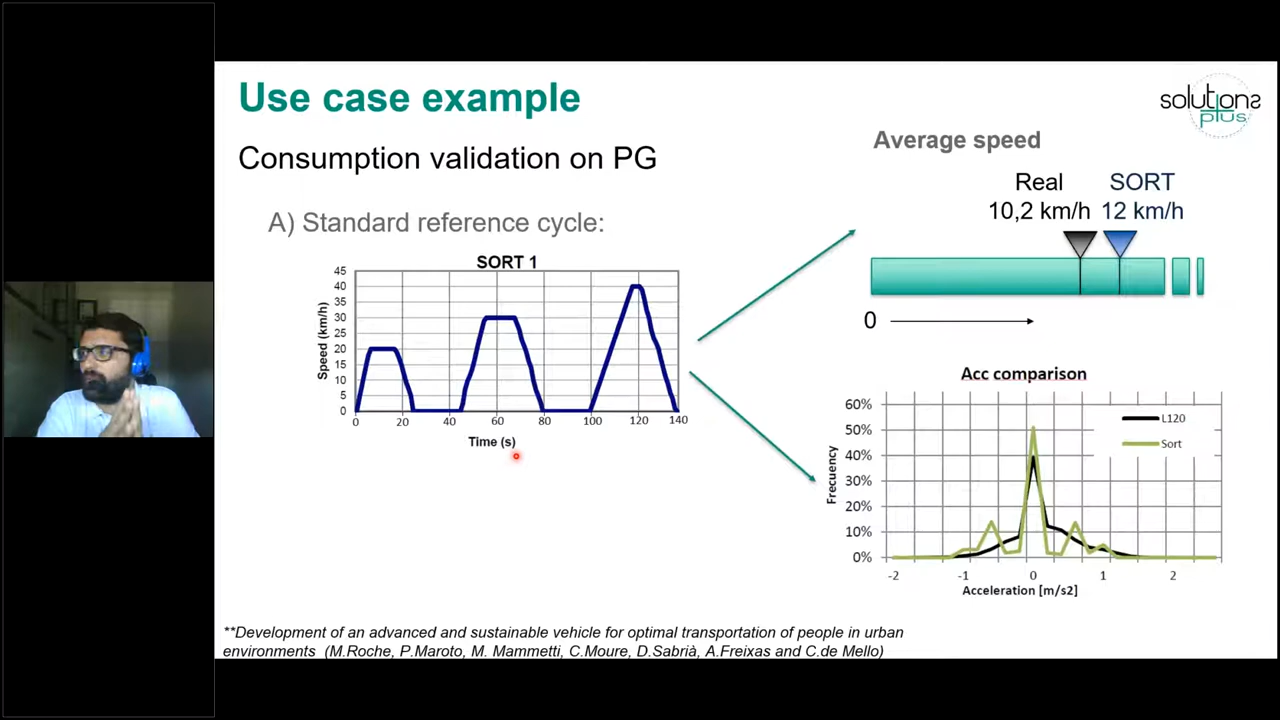 Use case example
solutions
plus
Consumption validation on PG
Average speed
Real SORT
10,2 km/h 12 km/h
A) Standard reference cycle:
SORT 1
45
40
35
30
25
20
15
10
5
0
Speed (km/h)
0 20 40 60 80 100 120 140
Time (s)
0
Acc comparison
60%
50%
40%
30%
20%
10%
0%
Frecuency
L120
Sort
-2 -1 0 1 2
Acceleration [m/s2]
**Development of an advanced and sustainable vehicle for optimal transportation of people in urban
environments (M.Roche, P.Maroto, M. Mammetti, C.Moure, D.Sabrià, A.Freixas and C.de Mello)